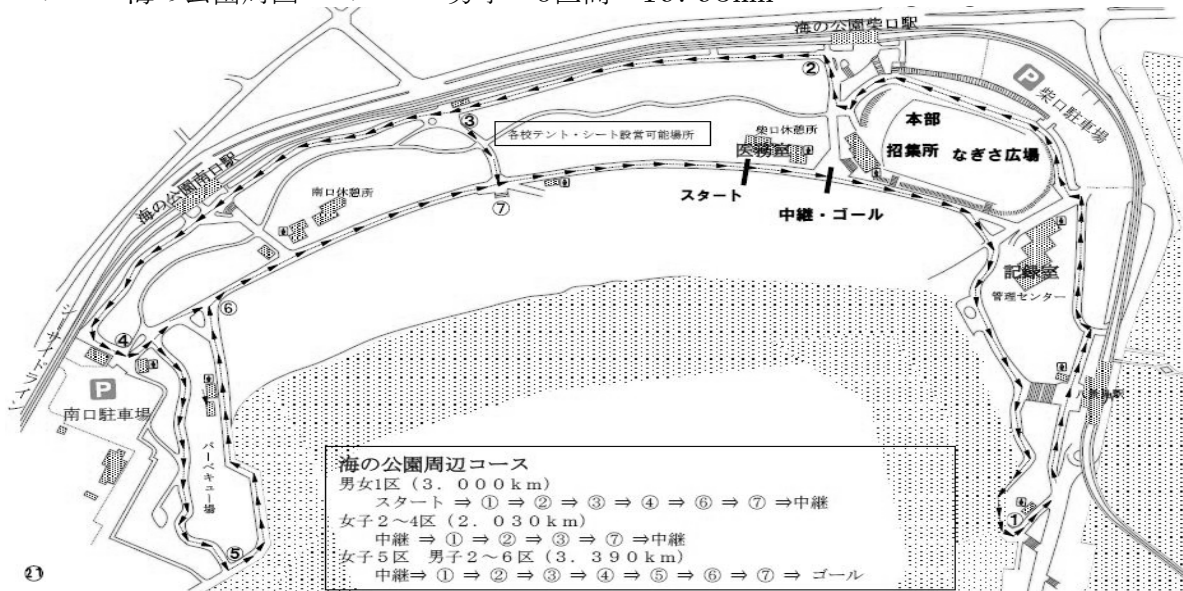 海の公園柴口駅
②
P
柴口駐車場
③
各校テント・シート設営可能場所
柴口休憩所
医務室
本部
招集所
なぎさ広場
海の公園南口駅
南口休憩所
⑦
スタート
中継・ゴール
記録室
管理センター
⑥
④
シーサイドライン
P
南口駐車場
バーベキュー場
⑤
①
21
海の公園周辺コース
男女1区(3.000km)
スタート ⇒ ① ⇒ ② ⇒ ③ ⇒ ④ ⇒ ⑥ ⇒ ⑦ ⇒中継
女子2~4区(2.030km)
中継 ⇒ ① ⇒ ② ⇒ ③ ⇒ ⑦ ⇒中継
女子5区 男子2~6区(3.390km)
中継⇒ ① ⇒ ② ⇒ ③ ⇒ ④ ⇒ ⑤ ⇒ ⑥ ⇒ ⑦ ⇒ ゴール